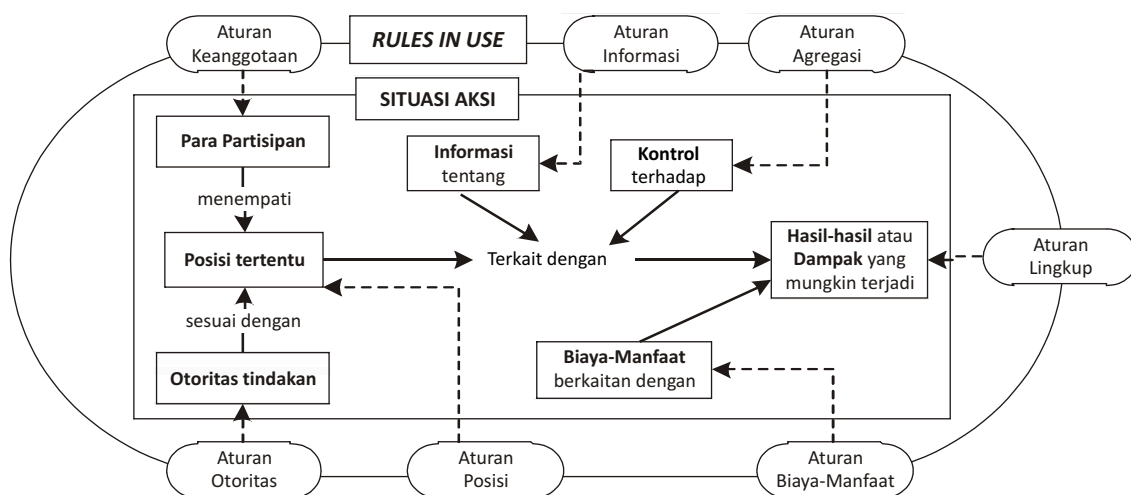 Aturan
Keanggotaan
RULES IN USE
Aturan
Informasi
Aturan
Agregasi
SITUASI AKSI
Para Partisipan
Informasi
tentang
Kontrol
terhadap
menempati
Posisi tertentu
Terkait dengan
Hasil-hasil atau
Dampak yang
mungkin terjadi
Aturan
Lingkup
sesuai dengan
Otoritas tindakan
Biaya-Manfaat
berkaitan dengan
Aturan
Otoritas
Aturan
Posisi
Aturan
Biaya-Manfaat